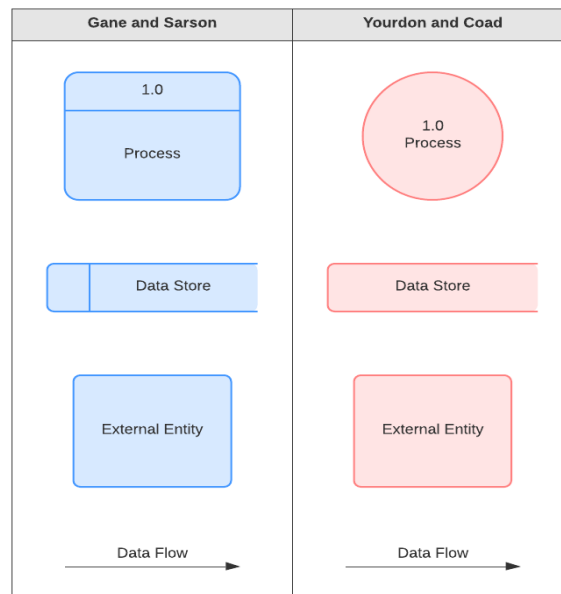 Gane and Sarson
Yourdon and Coad
1.0
Process
1.0
Process
Data Store
Data Store
External Entity
External Entity
Data Flow
Data Flow